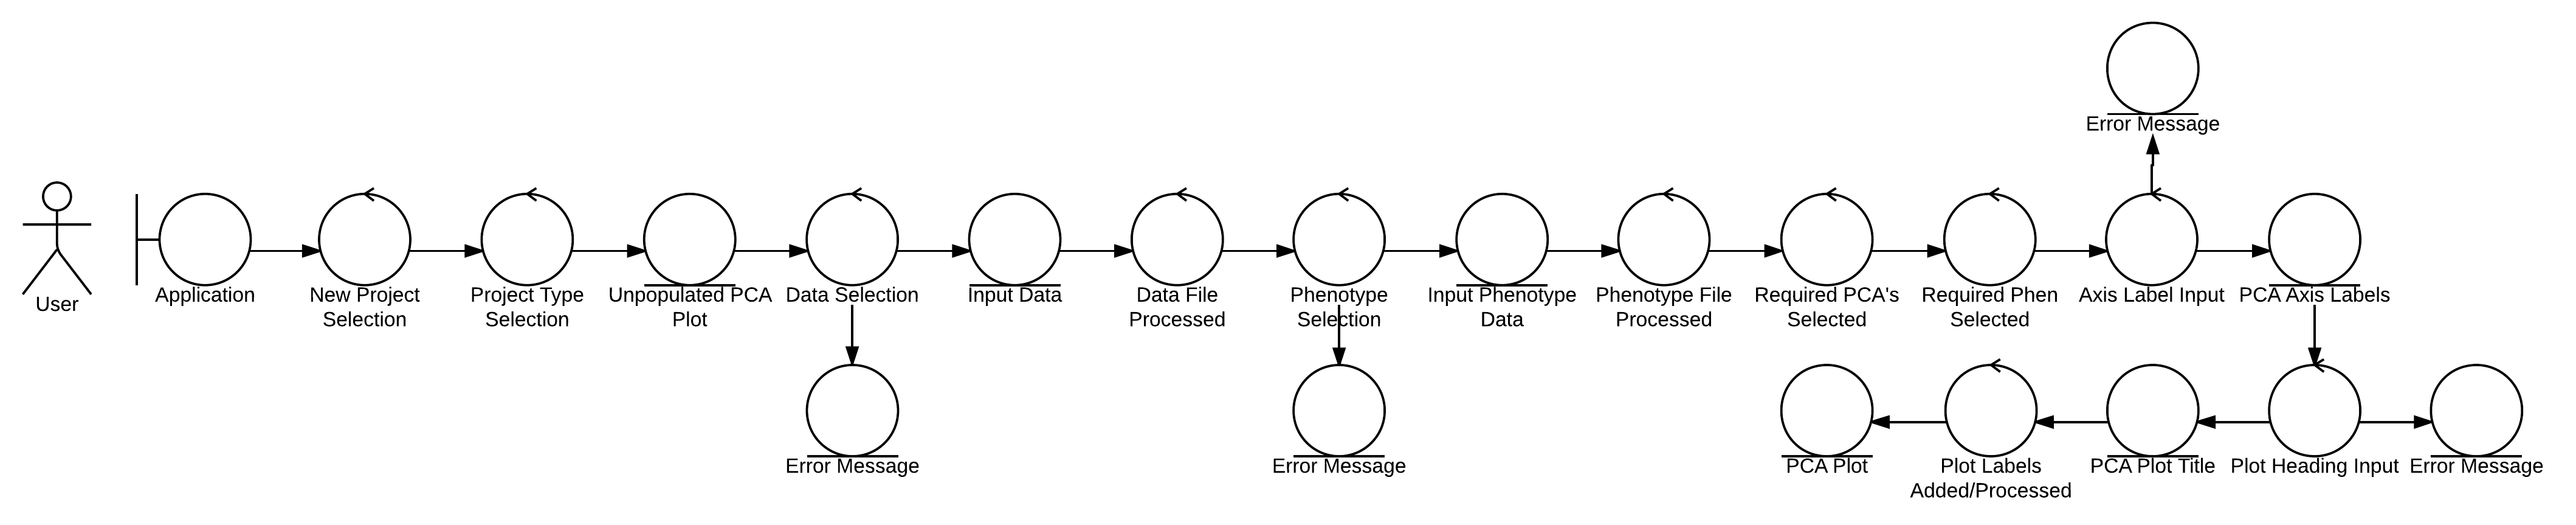 Error Message
User
Application
New Project
Selection
Project Type
Selection
Unpopulated PCA
Plot
Data Selection
Input Data
Data File
Processed
Phenotype
Selection
Input Phenotype
Data
Phenotype File
Processed
Required PCA's
Selected
Required Phen
Selected
Axis Label Input
PCA Axis Labels
Error Message
Error Message
PCA Plot
Plot Labels
Added/Processed
PCA Plot Title
Plot Heading Input
Error Message